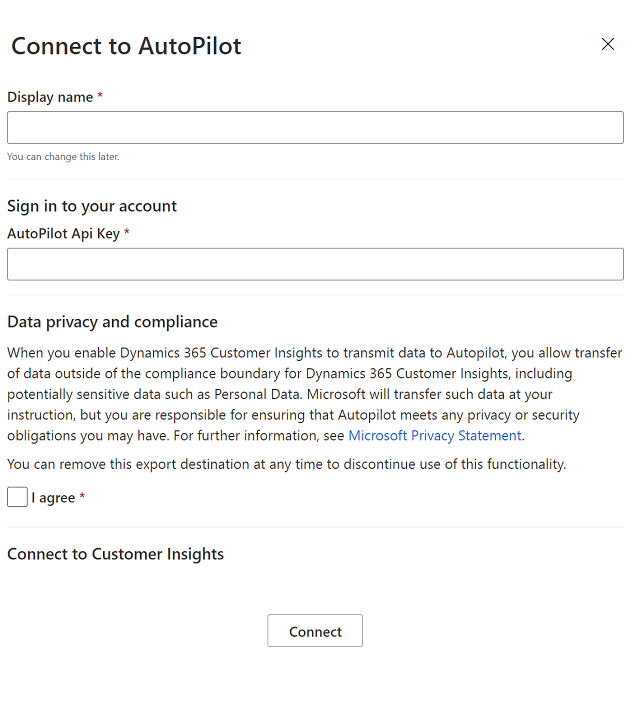 Connect to AutoPilot
Display name *
You can change this later.
Sign in to your account
AutoPilot Api Key *
Data privacy and compliance
When you enable Dynamics 365 Customer Insights to transmit data to Autopilot, you allow transfer
of data outside of the compliance boundary for Dynamics 365 Customer Insights, including
potentially sensitive data such as Personal Data. Microsoft will transfer such data at your
instruction, but you are responsible for ensuring that Autopilot meets any privacy or security
obligations you may have. For further information, see Microsoft Privacy Statement.
You can remove this export destination at any time to discontinue use of this functionality.
I agree *
Connect to Customer Insights
Connect